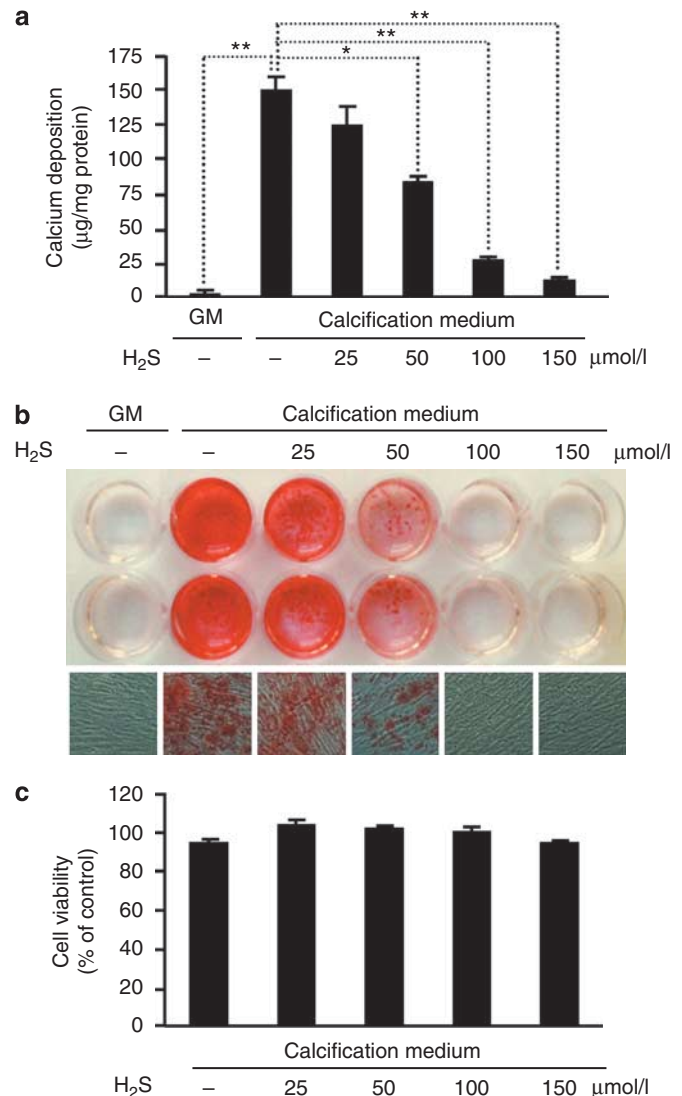 a
**
**
** *
175
150
125
100
75
50
25
0
Calcium deposition
(μg/mg protein)
GM Calcification medium
H₂S – – 25 50 100 150 μmol/l
b
GM Calcification medium
H₂S – – 25 50 100 150 μmol/l
c
120
100
80
60
40
20
0
Cell viability
(% of control)
Calcification medium
H₂S – 25 50 100 150 μmol/l